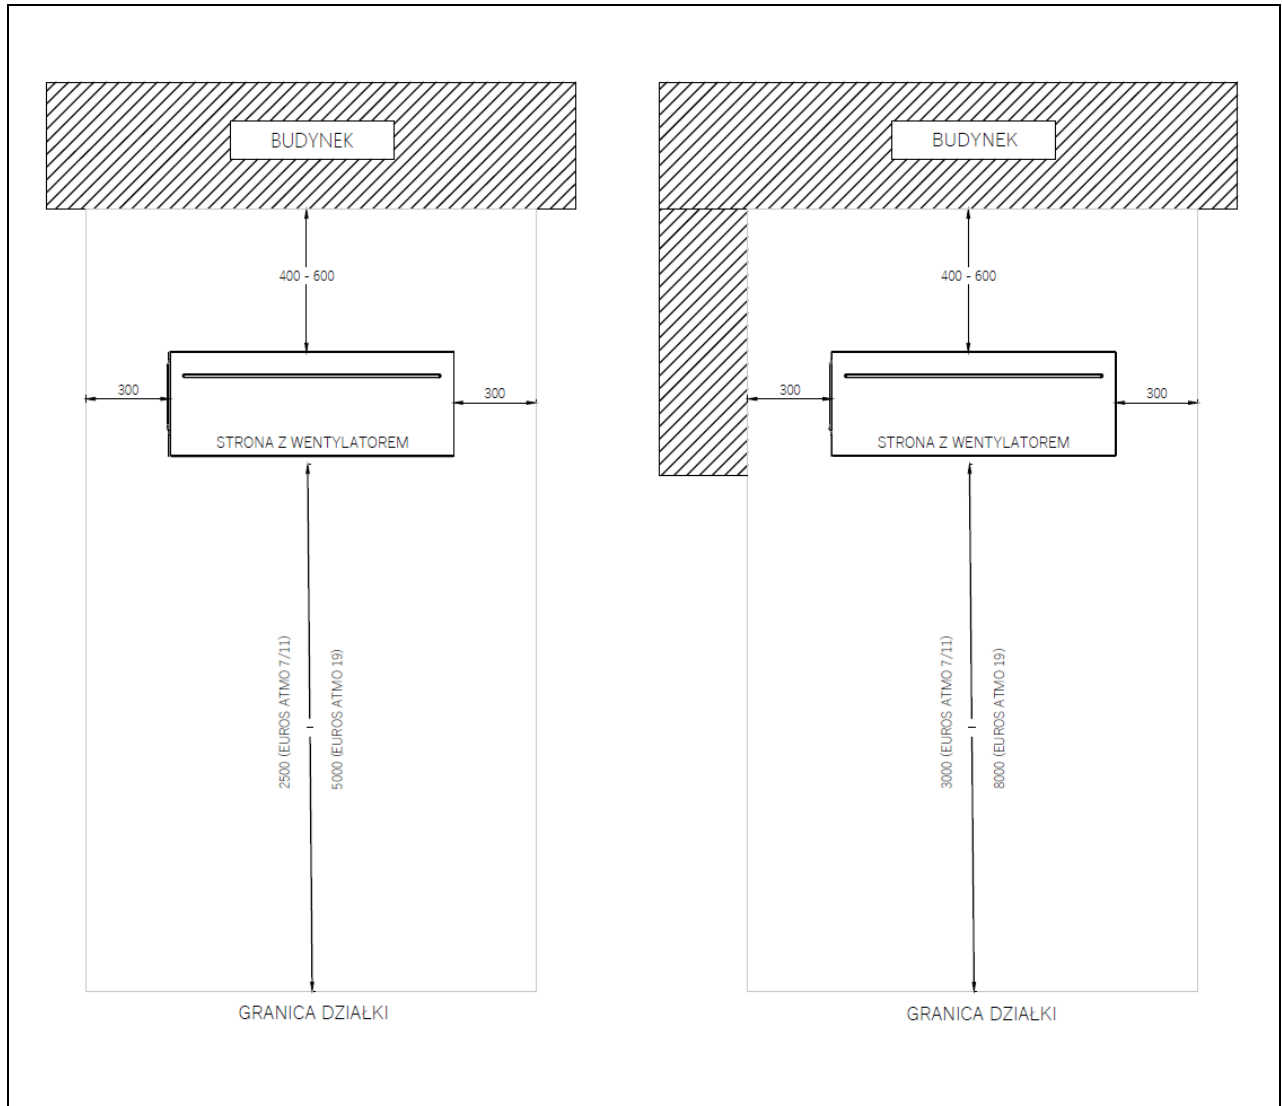 BUDYNEK
400 - 600
300
300
STRONA Z WENTYLATOREM
2500 (EUROS ATMO 7/11)
5000 (EUROS ATMO 19)
GRANICA DZIAŁKI
BUDYNEK
400 - 600
300
300
STRONA Z WENTYLATOREM
3000 (EUROS ATMO 7/11)
8000 (EUROS ATMO 19)
GRANICA DZIAŁKI